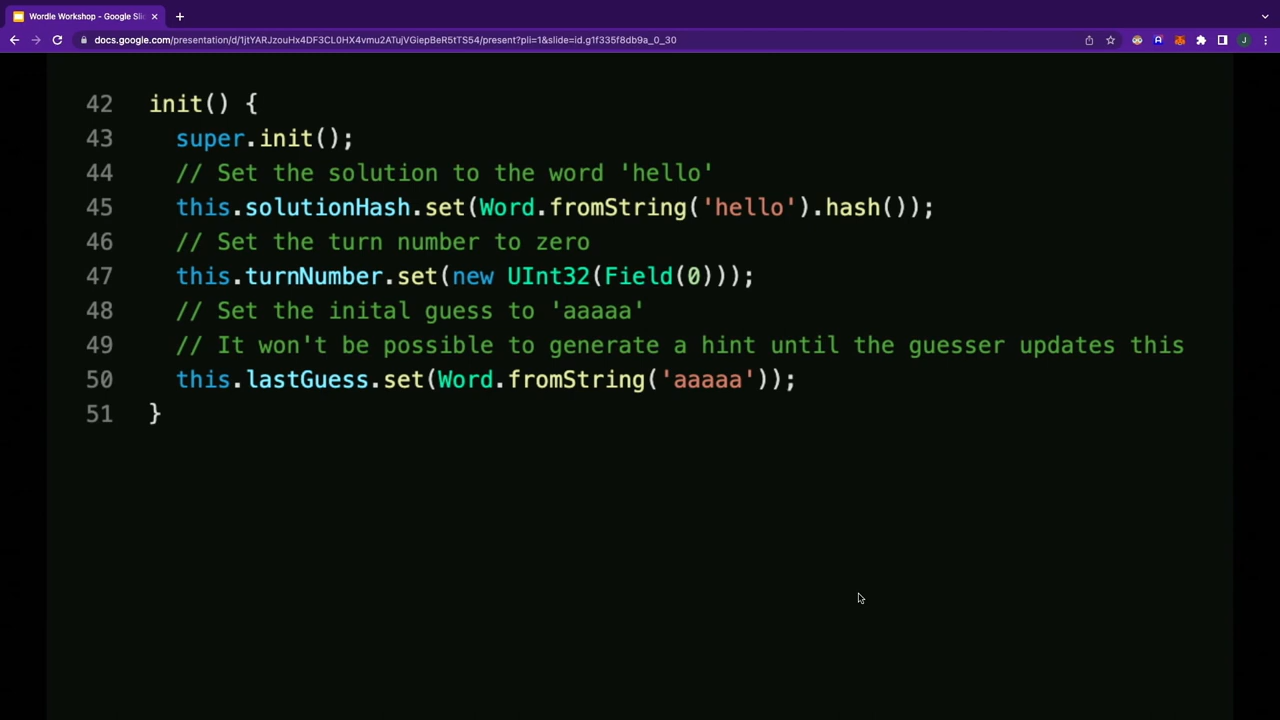 Wordle Workshop - Google Sli
docs.google.com/presentation/d/1jtYARJzouHx4DF3CL0HX4vmu2ATujVGiepBeR5tTS54/present?pli=1&slide=id.g1f335f8db9a_0_30
J
42 init() {
43 super.init();
44 // Set the solution to the word 'hello'
45 this.solutionHash.set(Word.fromString('hello').hash());
46 // Set the turn number to zero
47 this.turnNumber.set(new UInt32(Field(0)));
48 // Set the inital guess to 'aaaaa'
49 // It won't be possible to generate a hint until the guesser updates this
50 this.lastGuess.set(Word.fromString('aaaaa'));
51 }